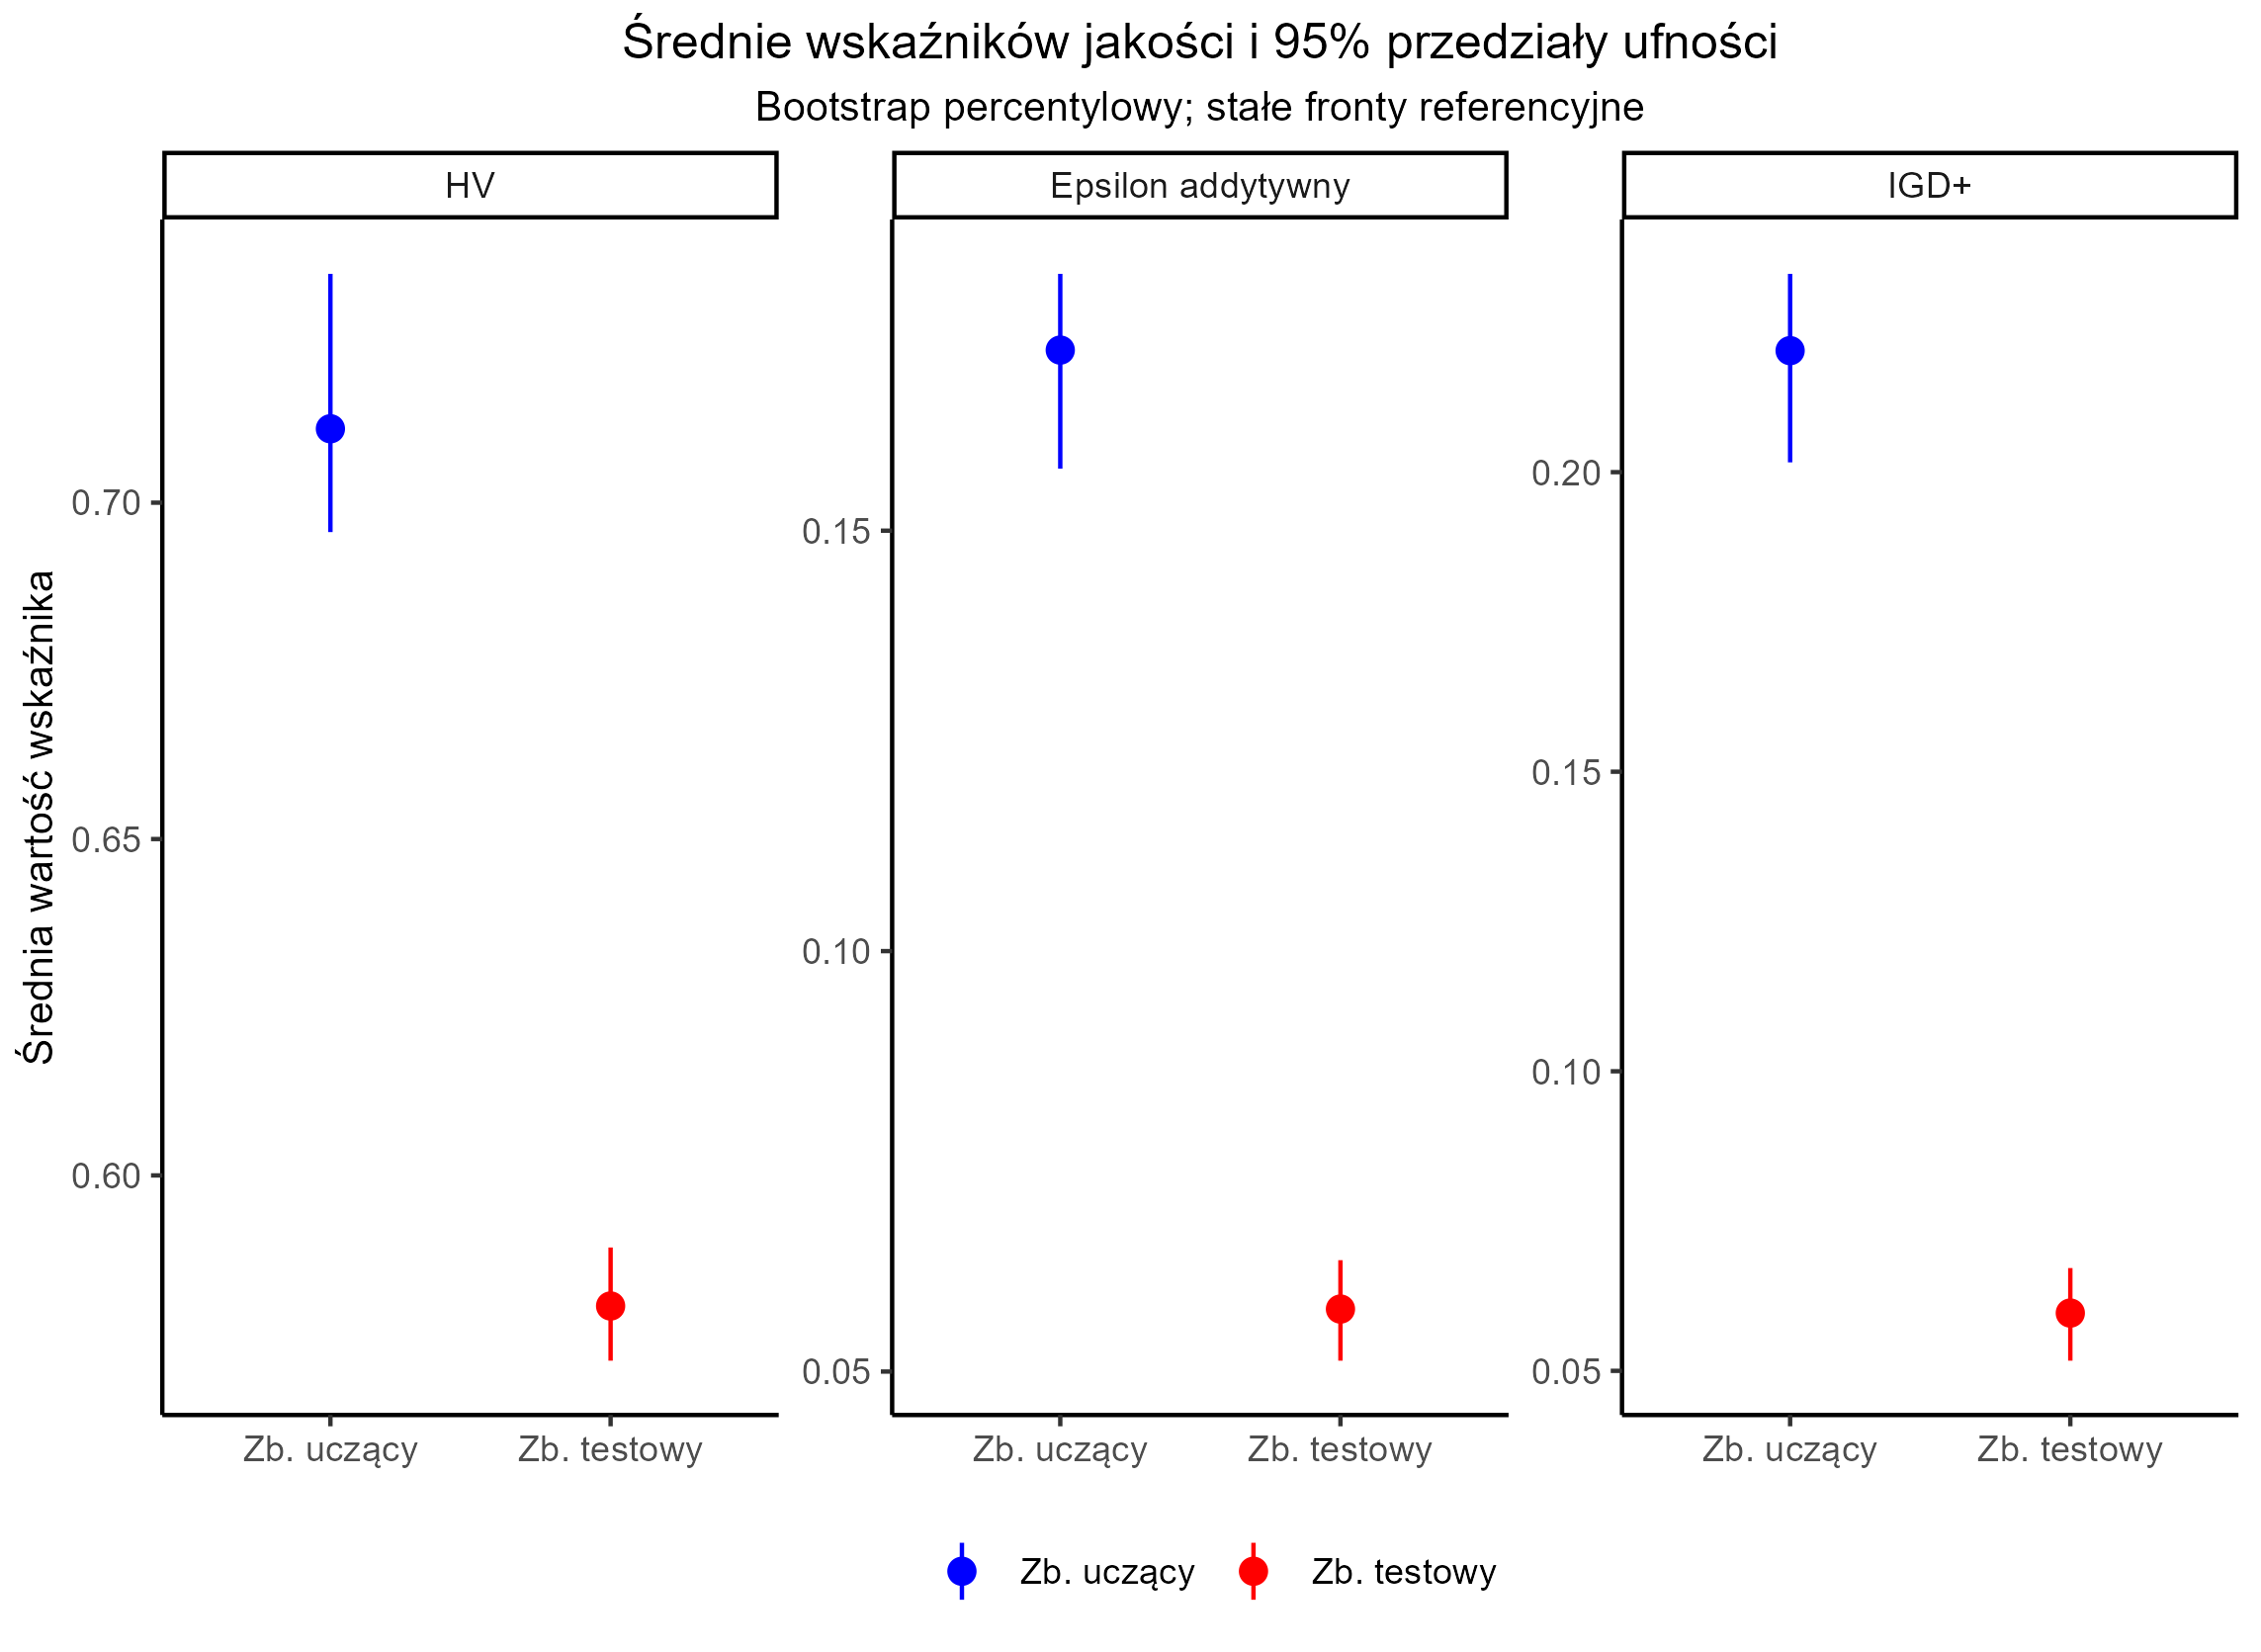 Średnie wskaźników jakości i 95% przedziały ufności
Bootstrap percentylowy; stałe fronty referencyjne
HV
Epsilon addytywny
IGD+
Średnia wartość wskaźnika
0.70
0.65
0.60
0.15
0.10
0.05
0.20
0.15
0.10
0.05
Zb. uczący
Zb. testowy
Zb. uczący
Zb. testowy
Zb. uczący
Zb. testowy
Zb. uczący
Zb. testowy